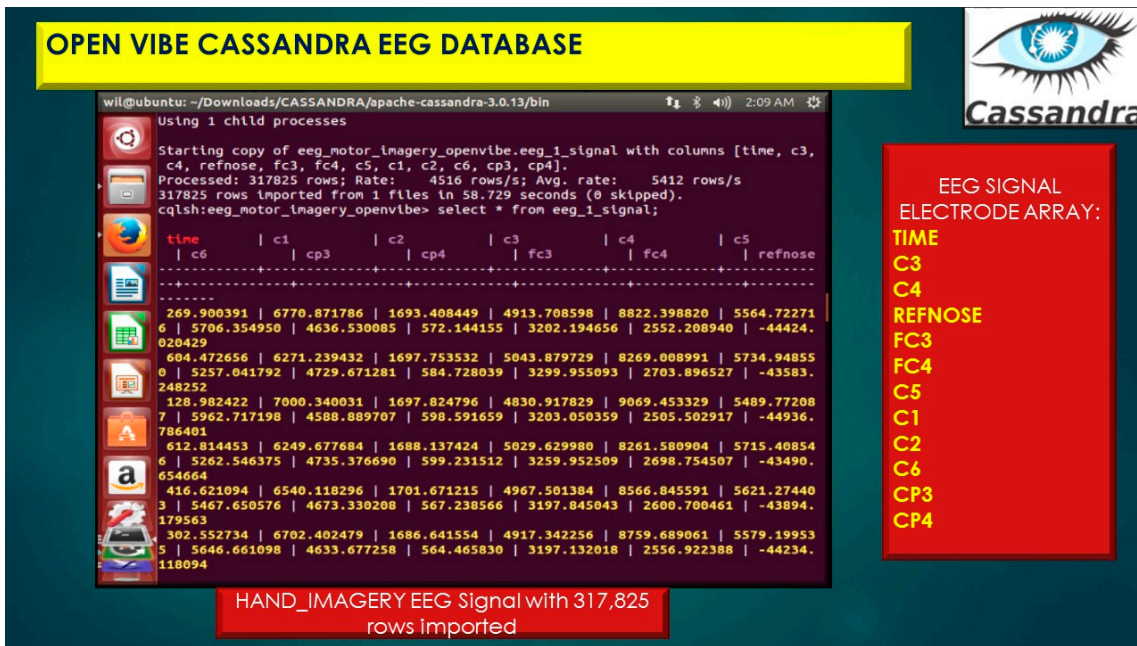 OPEN VIBE CASSANDRA EEG DATABASE
Cassandra
wil@ubuntu: ~/Downloads/CASSANDRA/apache-cassandra-3.0.13/bin 2:09 AM
Using 1 child processes
Starting copy of eeg_motor_imagery_openvibe.eeg_1_signal with columns [time, c3,
c4, refnose, fc3, fc4, c5, c1, c2, c6, cp3, cp4].
Processed: 317825 rows; Rate: 4516 rows/s; Avg. rate: 5412 rows/s
317825 rows imported from 1 files in 58.729 seconds (0 skipped).
cqlsh:eeg_motor_imagery_openvibe> select * from eeg_1_signal;
time | c1 | c2 | c3 | c4 | c5
| c6 | cp3 | cp4 | fc3 | fc4 | refnose
------------+-------------+-------------+-------------+-------------+-----------
--+-------------+-------------+-------------+-------------+-------------+--------
-------
269.900391 | 6770.871786 | 1693.408449 | 4913.708598 | 8822.398820 | 5564.72271
6 | 5706.354950 | 4636.530085 | 572.144155 | 3202.194656 | 2552.208940 | -44424.
020429
604.472656 | 6271.239432 | 1697.753532 | 5043.879729 | 8269.008991 | 5734.94855
0 | 5257.041792 | 4729.671281 | 584.728039 | 3299.955093 | 2703.896527 | -43583.
248252
128.982422 | 7000.340031 | 1697.824796 | 4830.917829 | 9069.453329 | 5489.77208
7 | 5962.717198 | 4588.889707 | 598.591659 | 3203.050359 | 2505.502917 | -44936.
786401
612.814453 | 6249.677684 | 1688.137424 | 5029.629980 | 8261.580904 | 5715.40854
6 | 5262.546375 | 4735.376690 | 599.231512 | 3259.952509 | 2698.754507 | -43490.
654664
416.621094 | 6540.118296 | 1701.671215 | 4967.501384 | 8566.845591 | 5621.27440
3 | 5467.650576 | 4673.330208 | 567.238566 | 3197.845043 | 2600.700461 | -43894.
179563
302.552734 | 6702.402479 | 1686.641554 | 4917.342256 | 8759.689061 | 5579.19953
5 | 5646.661098 | 4633.677258 | 564.465830 | 3197.132018 | 2556.922388 | -44234.
118094
EEG SIGNAL
ELECTRODE ARRAY:
TIME
C3
C4
REFNOSE
FC3
FC4
C5
C1
C2
C6
CP3
CP4
HAND_IMAGERY EEG Signal with 317,825
rows imported